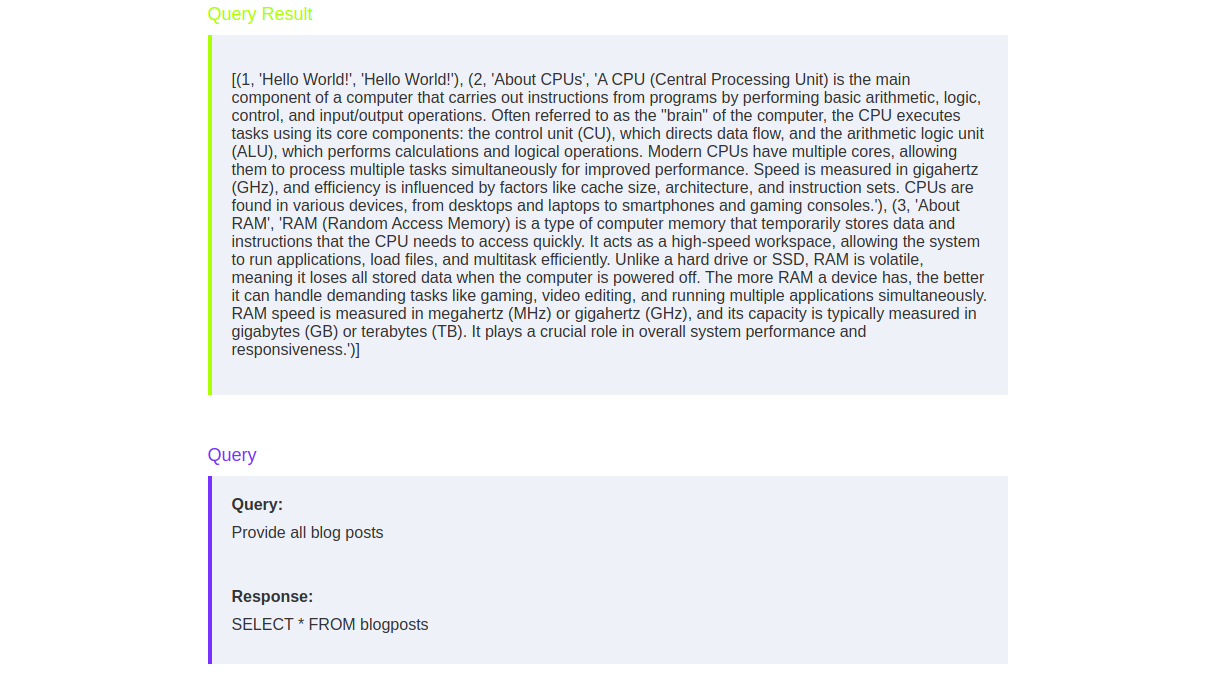 Query Result
[(1, 'Hello World!', 'Hello World!'), (2, 'About CPUs', 'A CPU (Central Processing Unit) is the main
component of a computer that carries out instructions from programs by performing basic arithmetic, logic,
control, and input/output operations. Often referred to as the "brain" of the computer, the CPU executes
tasks using its core components: the control unit (CU), which directs data flow, and the arithmetic logic unit
(ALU), which performs calculations and logical operations. Modern CPUs have multiple cores, allowing
them to process multiple tasks simultaneously for improved performance. Speed is measured in gigahertz
(GHz), and efficiency is influenced by factors like cache size, architecture, and instruction sets. CPUs are
found in various devices, from desktops and laptops to smartphones and gaming consoles.'), (3, 'About
RAM', 'RAM (Random Access Memory) is a type of computer memory that temporarily stores data and
instructions that the CPU needs to access quickly. It acts as a high-speed workspace, allowing the system
to run applications, load files, and multitask efficiently. Unlike a hard drive or SSD, RAM is volatile,
meaning it loses all stored data when the computer is powered off. The more RAM a device has, the better
it can handle demanding tasks like gaming, video editing, and running multiple applications simultaneously.
RAM speed is measured in megahertz (MHz) or gigahertz (GHz), and its capacity is typically measured in
gigabytes (GB) or terabytes (TB). It plays a crucial role in overall system performance and
responsiveness.')]
Query
Query:
Provide all blog posts
Response:
SELECT * FROM blogposts